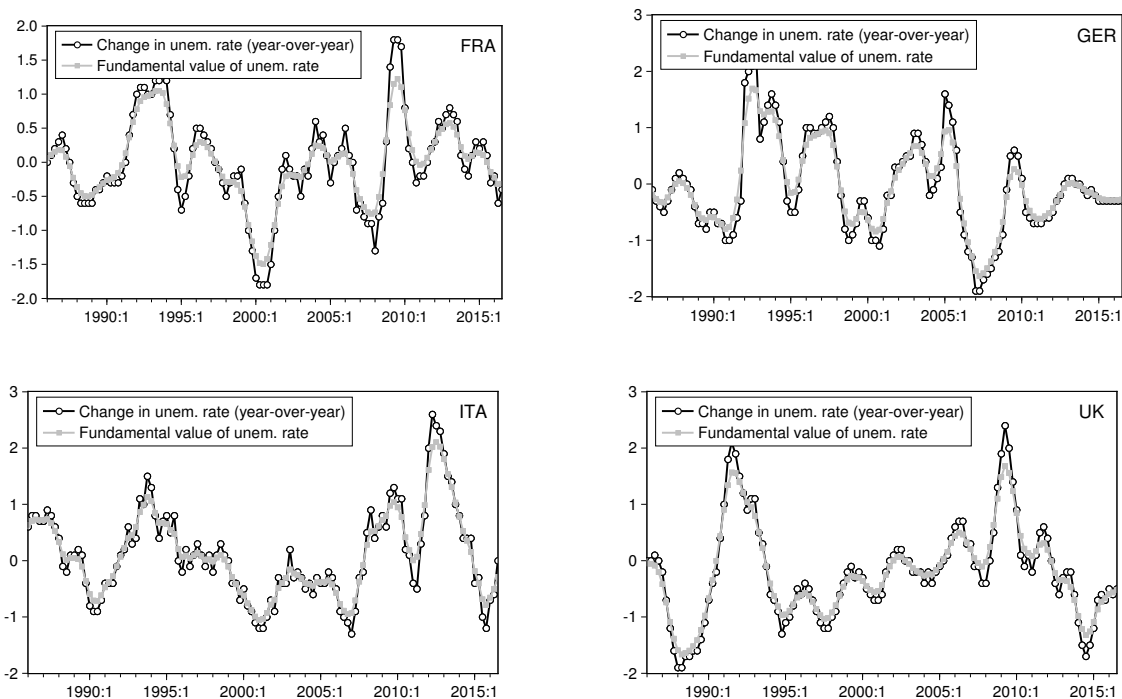 2.0
1.5
1.0
0.5
0.0
-0.5
-1.0
-1.5
-2.0
Change in unem. rate (year-over-year)
Fundamental value of unem. rate
FRA
1990:1 1995:1 2000:1 2005:1 2010:1 2015:1
3
2
1
0
-1
-2
Change in unem. rate (year-over-year)
Fundamental value of unem. rate
GER
1990:1 1995:1 2000:1 2005:1 2010:1 2015:1
3
2
1
0
-1
-2
Change in unem. rate (year-over-year)
Fundamental value of unem. rate
ITA
1990:1 1995:1 2000:1 2005:1 2010:1 2015:1
3
2
1
0
-1
-2
Change in unem. rate (year-over-year)
Fundamental value of unem. rate
UK
1990:1 1995:1 2000:1 2005:1 2010:1 2015:1